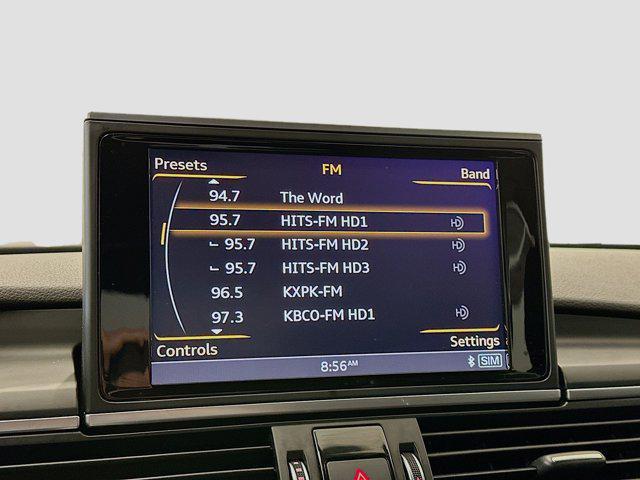 Presets FM Band
94.7 The Word
95.7 HITS-FM HD1
95.7 HITS-FM HD2
95.7 HITS-FM HD3
96.5 KXPK-FM
97.3 KBCO-FM HD1
Controls Settings
8:56AM SIM